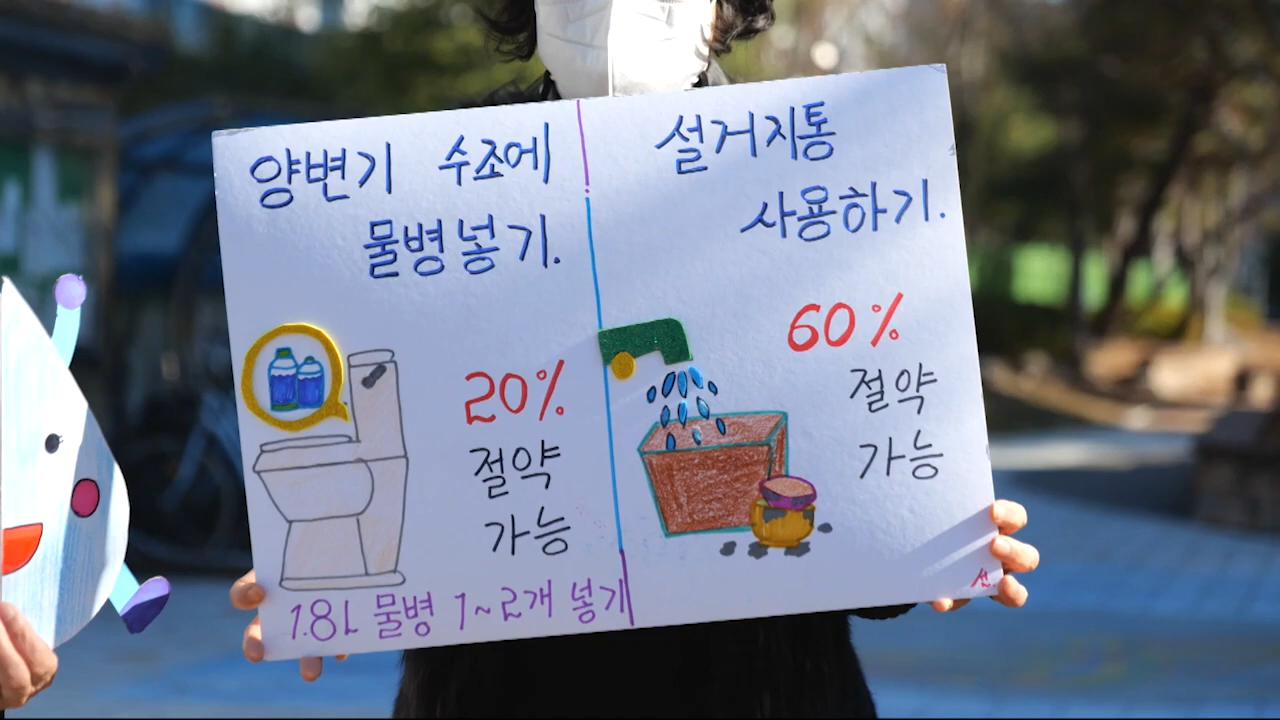 양변기 수조에
물병넣기.
20%
절약
가능
1.8L 물병 1~2개 넣기
설거지통
사용하기.
60%
절약
가능